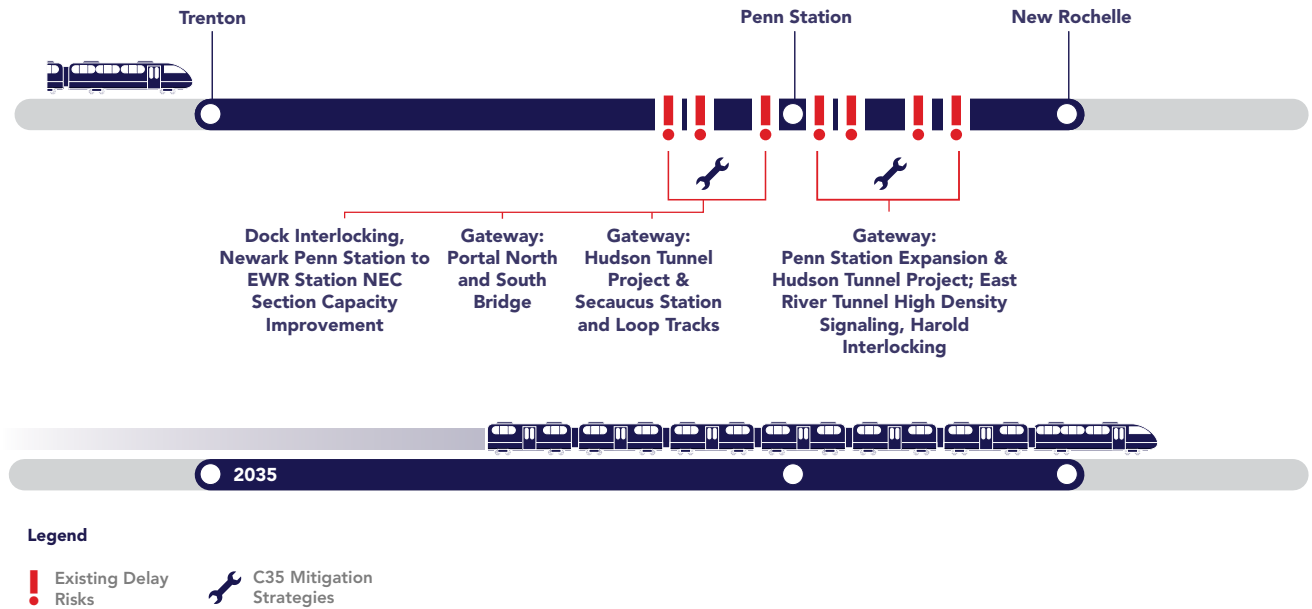 Trenton
Penn Station
New Rochelle
Dock Interlocking,
Newark Penn Station to
EWR Station NEC
Section Capacity
Improvement
Gateway:
Portal North
and South
Bridge
Gateway:
Hudson Tunnel
Project &
Secaucus Station
and Loop Tracks
Gateway:
Penn Station Expansion &
Hudson Tunnel Project; East
River Tunnel High Density
Signaling, Harold
Interlocking
2035
Legend
Existing Delay
Risks
C35 Mitigation
Strategies